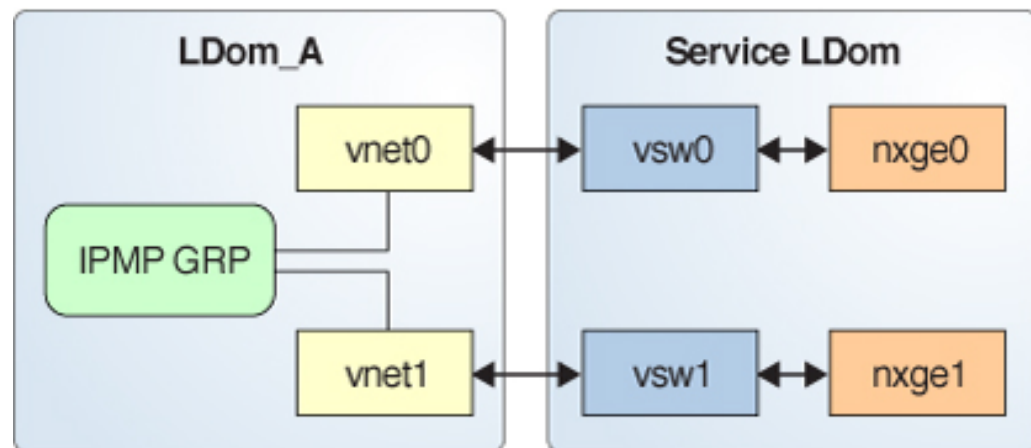 LDom_A
Service LDom
vnet0
vsw0
nxge0
IPMP GRP
vnet1
vsw1
nxge1